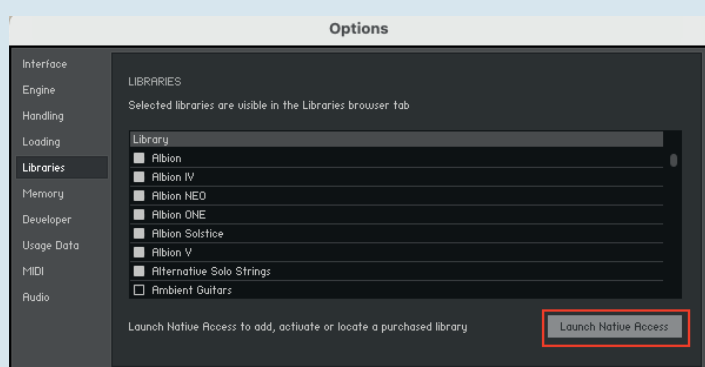 Options
Interface
Engine
Handling
Loading
Libraries
Memory
Developer
Usage Data
MIDI
Audio
LIBRARIES
Selected libraries are visible in the Libraries browser tab
Library
Albion
Albion IV
Albion NEO
Albion ONE
Albion Solstice
Albion V
Alternative Solo Strings
Ambient Guitars
Launch Native Access to add, activate or locate a purchased library
Launch Native Access